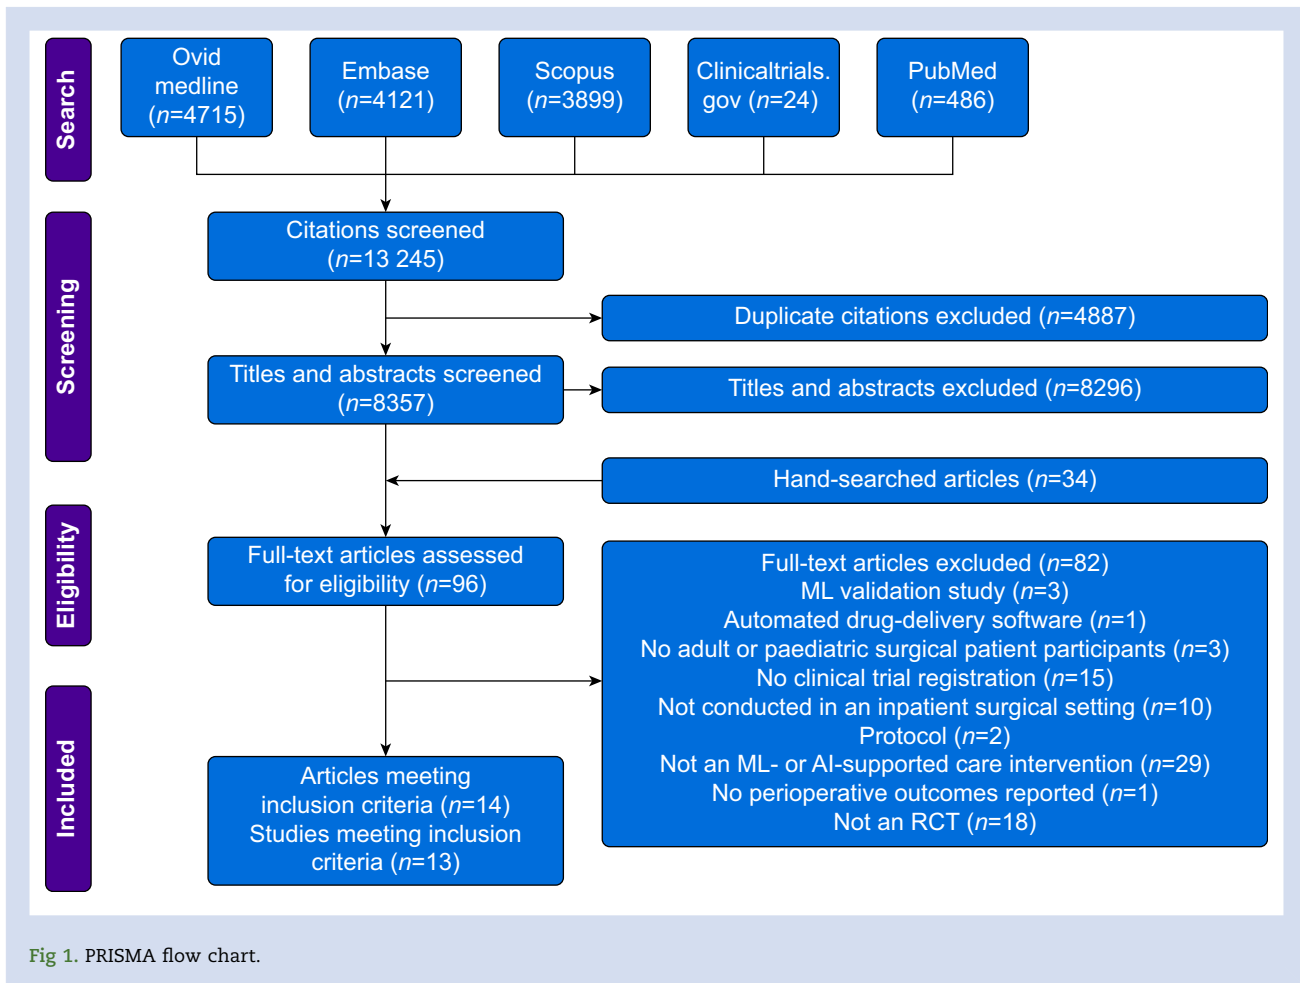 Search
Ovid
medline
(n=4715)
Embase
(n=4121)
Scopus
(n=3899)
Clinicaltrials.
gov (n=24)
PubMed
(n=486)
Screening
Citations screened
(n=13 245)
Duplicate citations excluded (n=4887)
Titles and abstracts screened
(n=8357)
Titles and abstracts excluded (n=8296)
Hand-searched articles (n=34)
Eligibility
Full-text articles assessed
for eligibility (n=96)
Full-text articles excluded (n=82)
ML validation study (n=3)
Automated drug-delivery software (n=1)
No adult or paediatric surgical patient participants (n=3)
No clinical trial registration (n=15)
Not conducted in an inpatient surgical setting (n=10)
Protocol (n=2)
Not an ML- or AI-supported care intervention (n=29)
No perioperative outcomes reported (n=1)
Not an RCT (n=18)
Included
Articles meeting
inclusion criteria (n=14)
Studies meeting inclusion
criteria (n=13)
Fig 1. PRISMA flow chart.